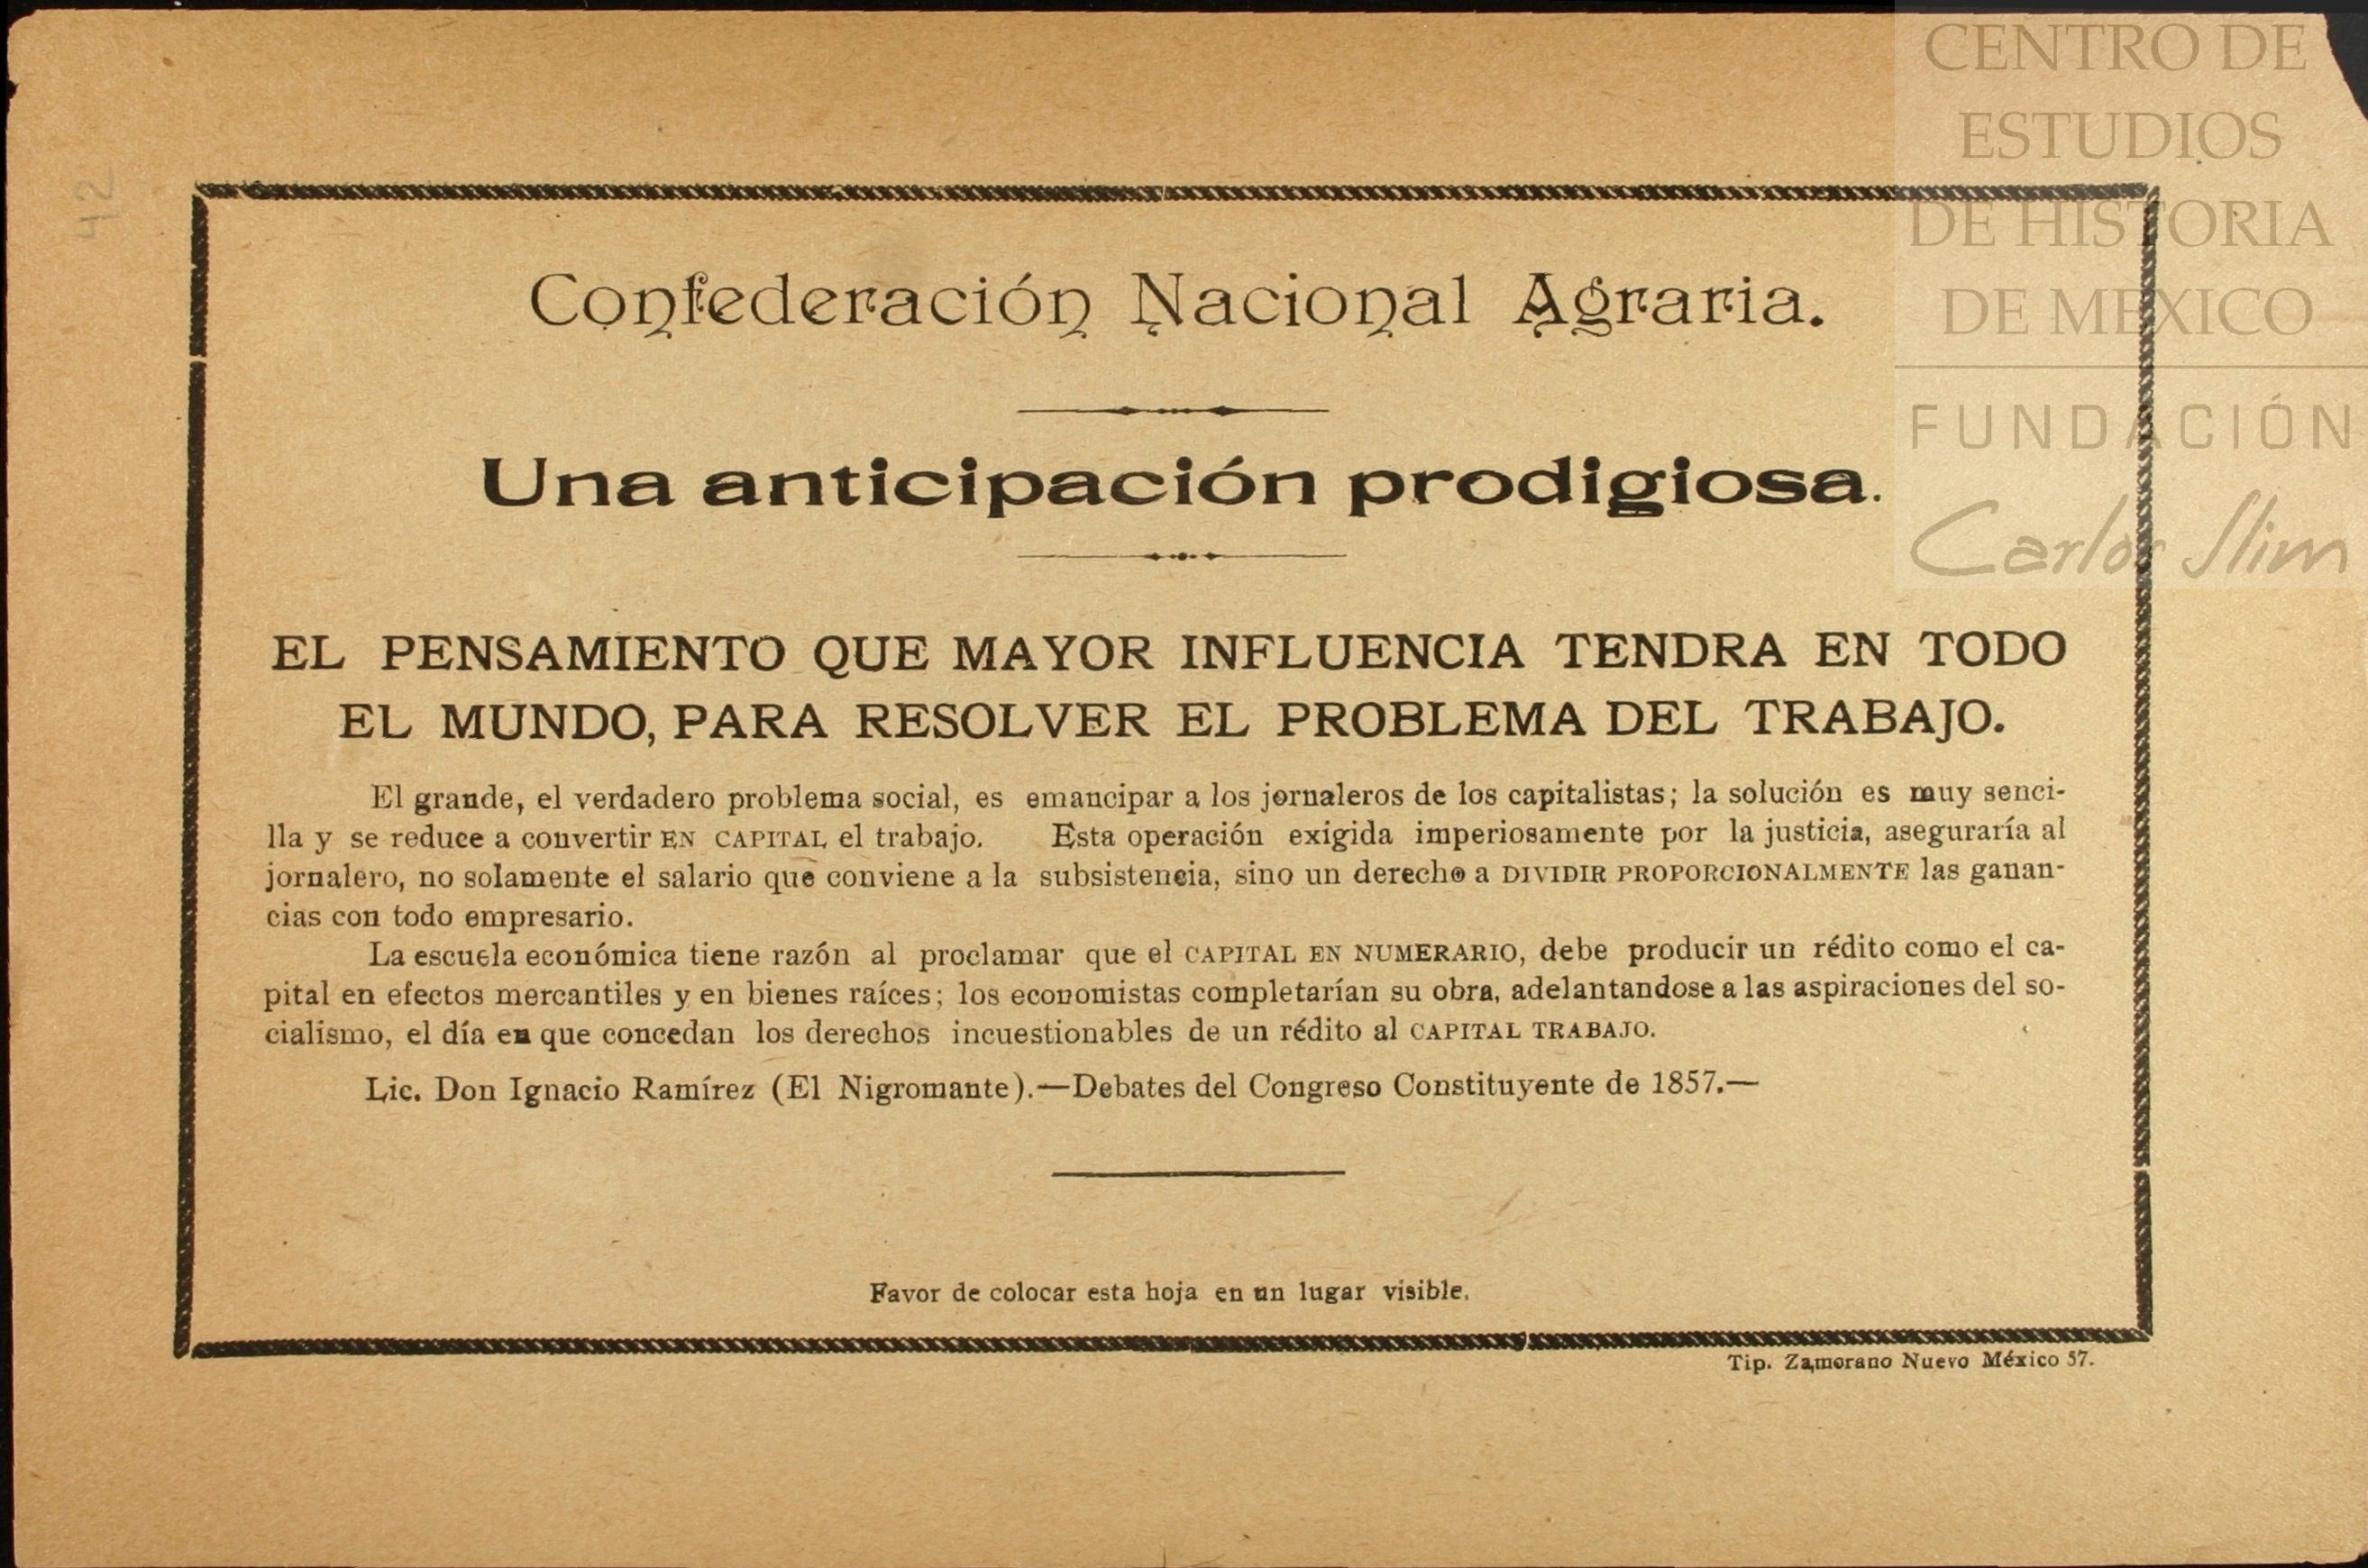 CENTRO DE
ESTUDIOS
DE HISTORIA
DE MEXICO
FUNDACIÓN
Carlos Slim
42
Confederación Nacional Agraria.
Una anticipación prodigiosa.
EL PENSAMIENTO QUE MAYOR INFLUENCIA TENDRA EN TODO
EL MUNDO, PARA RESOLVER EL PROBLEMA DEL TRABAJO.
El grande, el verdadero problema social, es emancipar a los jornaleros de los capitalistas; la solución es muy senci-
lla y se reduce a convertir EN CAPITAL el trabajo. Esta operación exigida imperiosamente por la justicia, aseguraría al
jornalero, no solamente el salario que conviene a la subsistencia, sino un derecho a DIVIDIR PROPORCIONALMENTE las ganan-
cias con todo empresario.
La escuela económica tiene razón al proclamar que el CAPITAL EN NUMERARIO, debe producir un rédito como el ca-
pital en efectos mercantiles y en bienes raíces; los economistas completarían su obra, adelantandose a las aspiraciones del so-
cialismo, el día en que concedan los derechos incuestionables de un rédito al CAPITAL TRABAJO.
Lic. Don Ignacio Ramírez (El Nigromante).—Debates del Congreso Constituyente de 1857.—
Favor de colocar esta hoja en un lugar visible.
Tip. Zamorano Nuevo México 57.